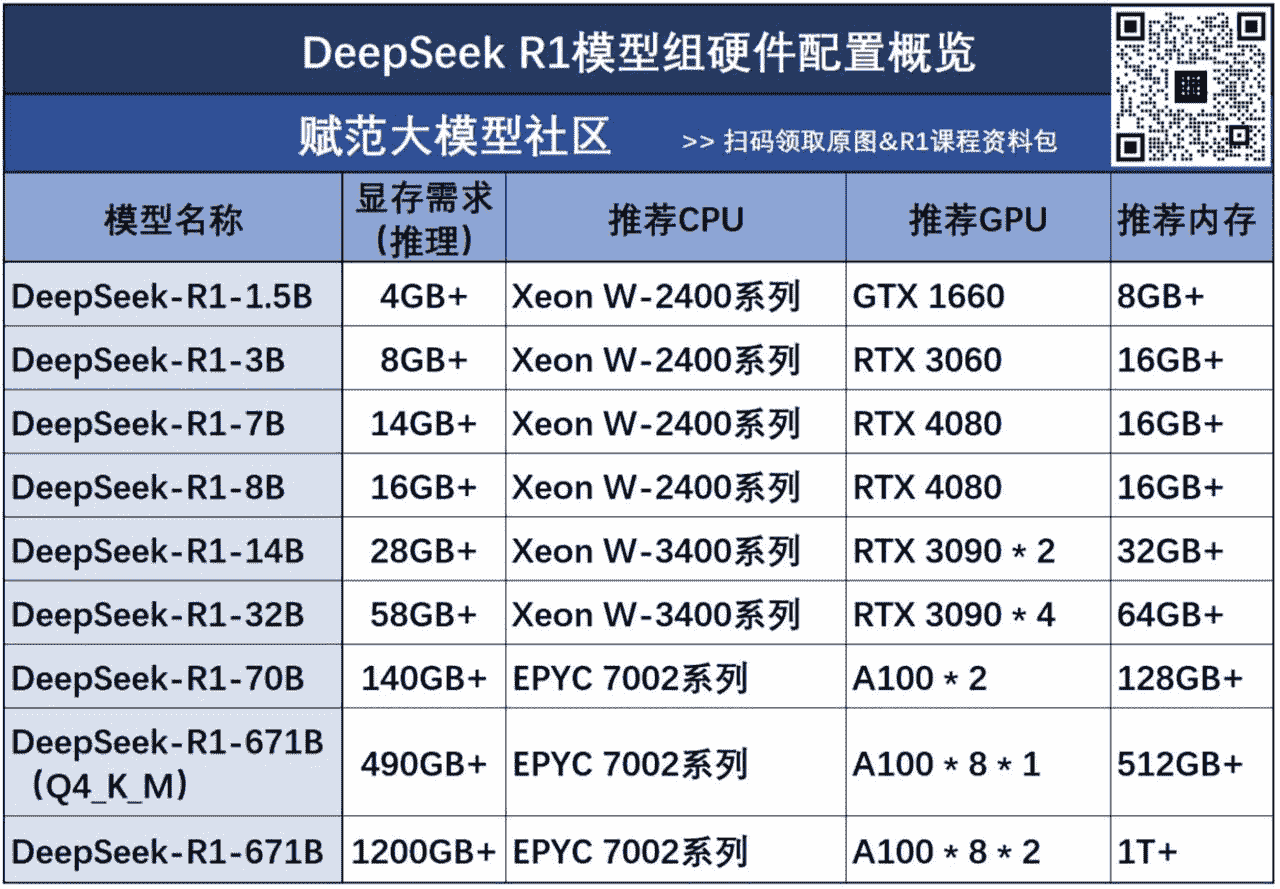 DeepSeek R1模型组硬件配置概览
赋范大模型社区 >> 扫码领取原图&R1课程资料包
模型名称 显存需求（推理） 推荐CPU 推荐GPU 推荐内存
DeepSeek-R1-1.5B 4GB+ Xeon W-2400系列 GTX 1660 8GB+
DeepSeek-R1-3B 8GB+ Xeon W-2400系列 RTX 3060 16GB+
DeepSeek-R1-7B 14GB+ Xeon W-2400系列 RTX 4080 16GB+
DeepSeek-R1-8B 16GB+ Xeon W-2400系列 RTX 4080 16GB+
DeepSeek-R1-14B 28GB+ Xeon W-3400系列 RTX 3090 * 2 32GB+
DeepSeek-R1-32B 58GB+ Xeon W-3400系列 RTX 3090 * 4 64GB+
DeepSeek-R1-70B 140GB+ EPYC 7002系列 A100 * 2 128GB+
DeepSeek-R1-671B（Q4_K_M） 490GB+ EPYC 7002系列 A100 * 8 * 1 512GB+
DeepSeek-R1-671B 1200GB+ EPYC 7002系列 A100 * 8 * 2 1T+